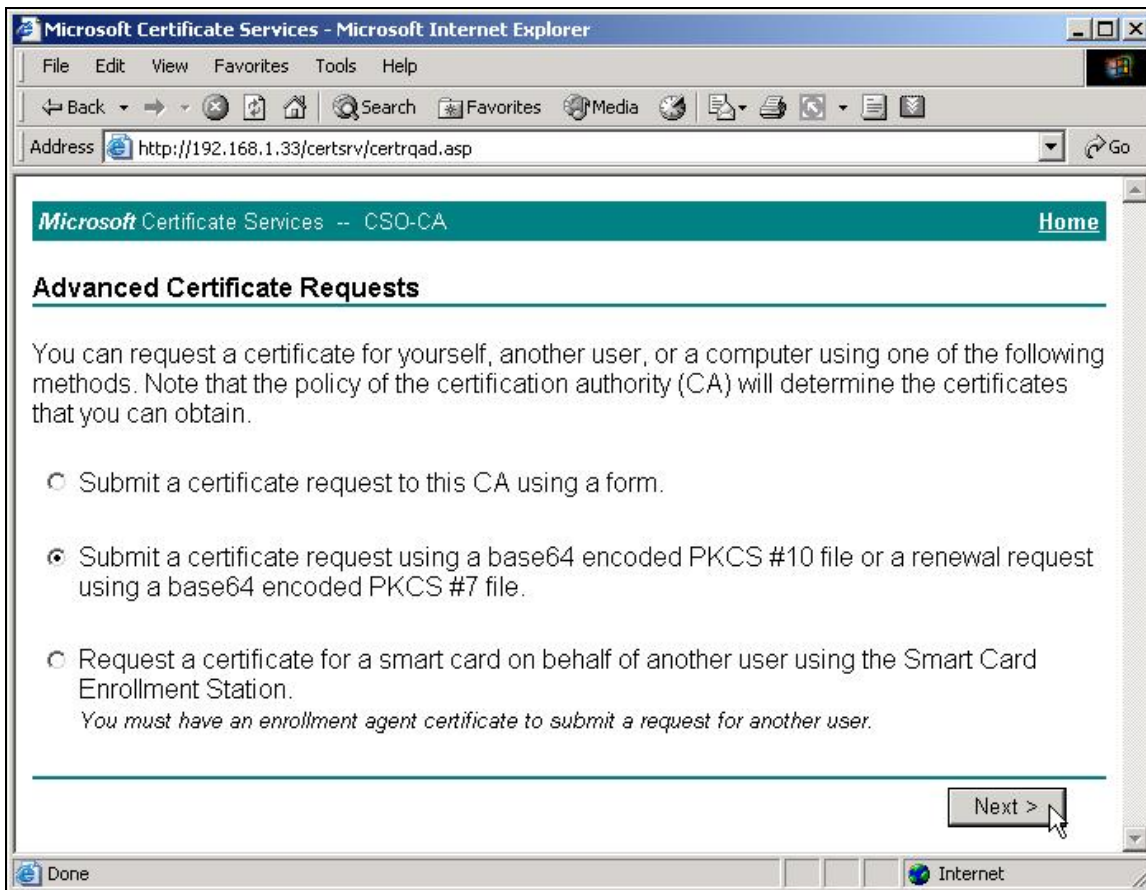 Microsoft Certificate Services - Microsoft Internet Explorer
File Edit View Favorites Tools Help
Back Search Favorites Media
Address http://192.168.1.33/certsrv/certrqad.asp Go
Microsoft Certificate Services -- CSO-CA Home
Advanced Certificate Requests
You can request a certificate for yourself, another user, or a computer using one of the following
methods. Note that the policy of the certification authority (CA) will determine the certificates
that you can obtain.
Submit a certificate request to this CA using a form.
Submit a certificate request using a base64 encoded PKCS #10 file or a renewal request
using a base64 encoded PKCS #7 file.
Request a certificate for a smart card on behalf of another user using the Smart Card
Enrollment Station.
You must have an enrollment agent certificate to submit a request for another user.
Next >
Done Internet